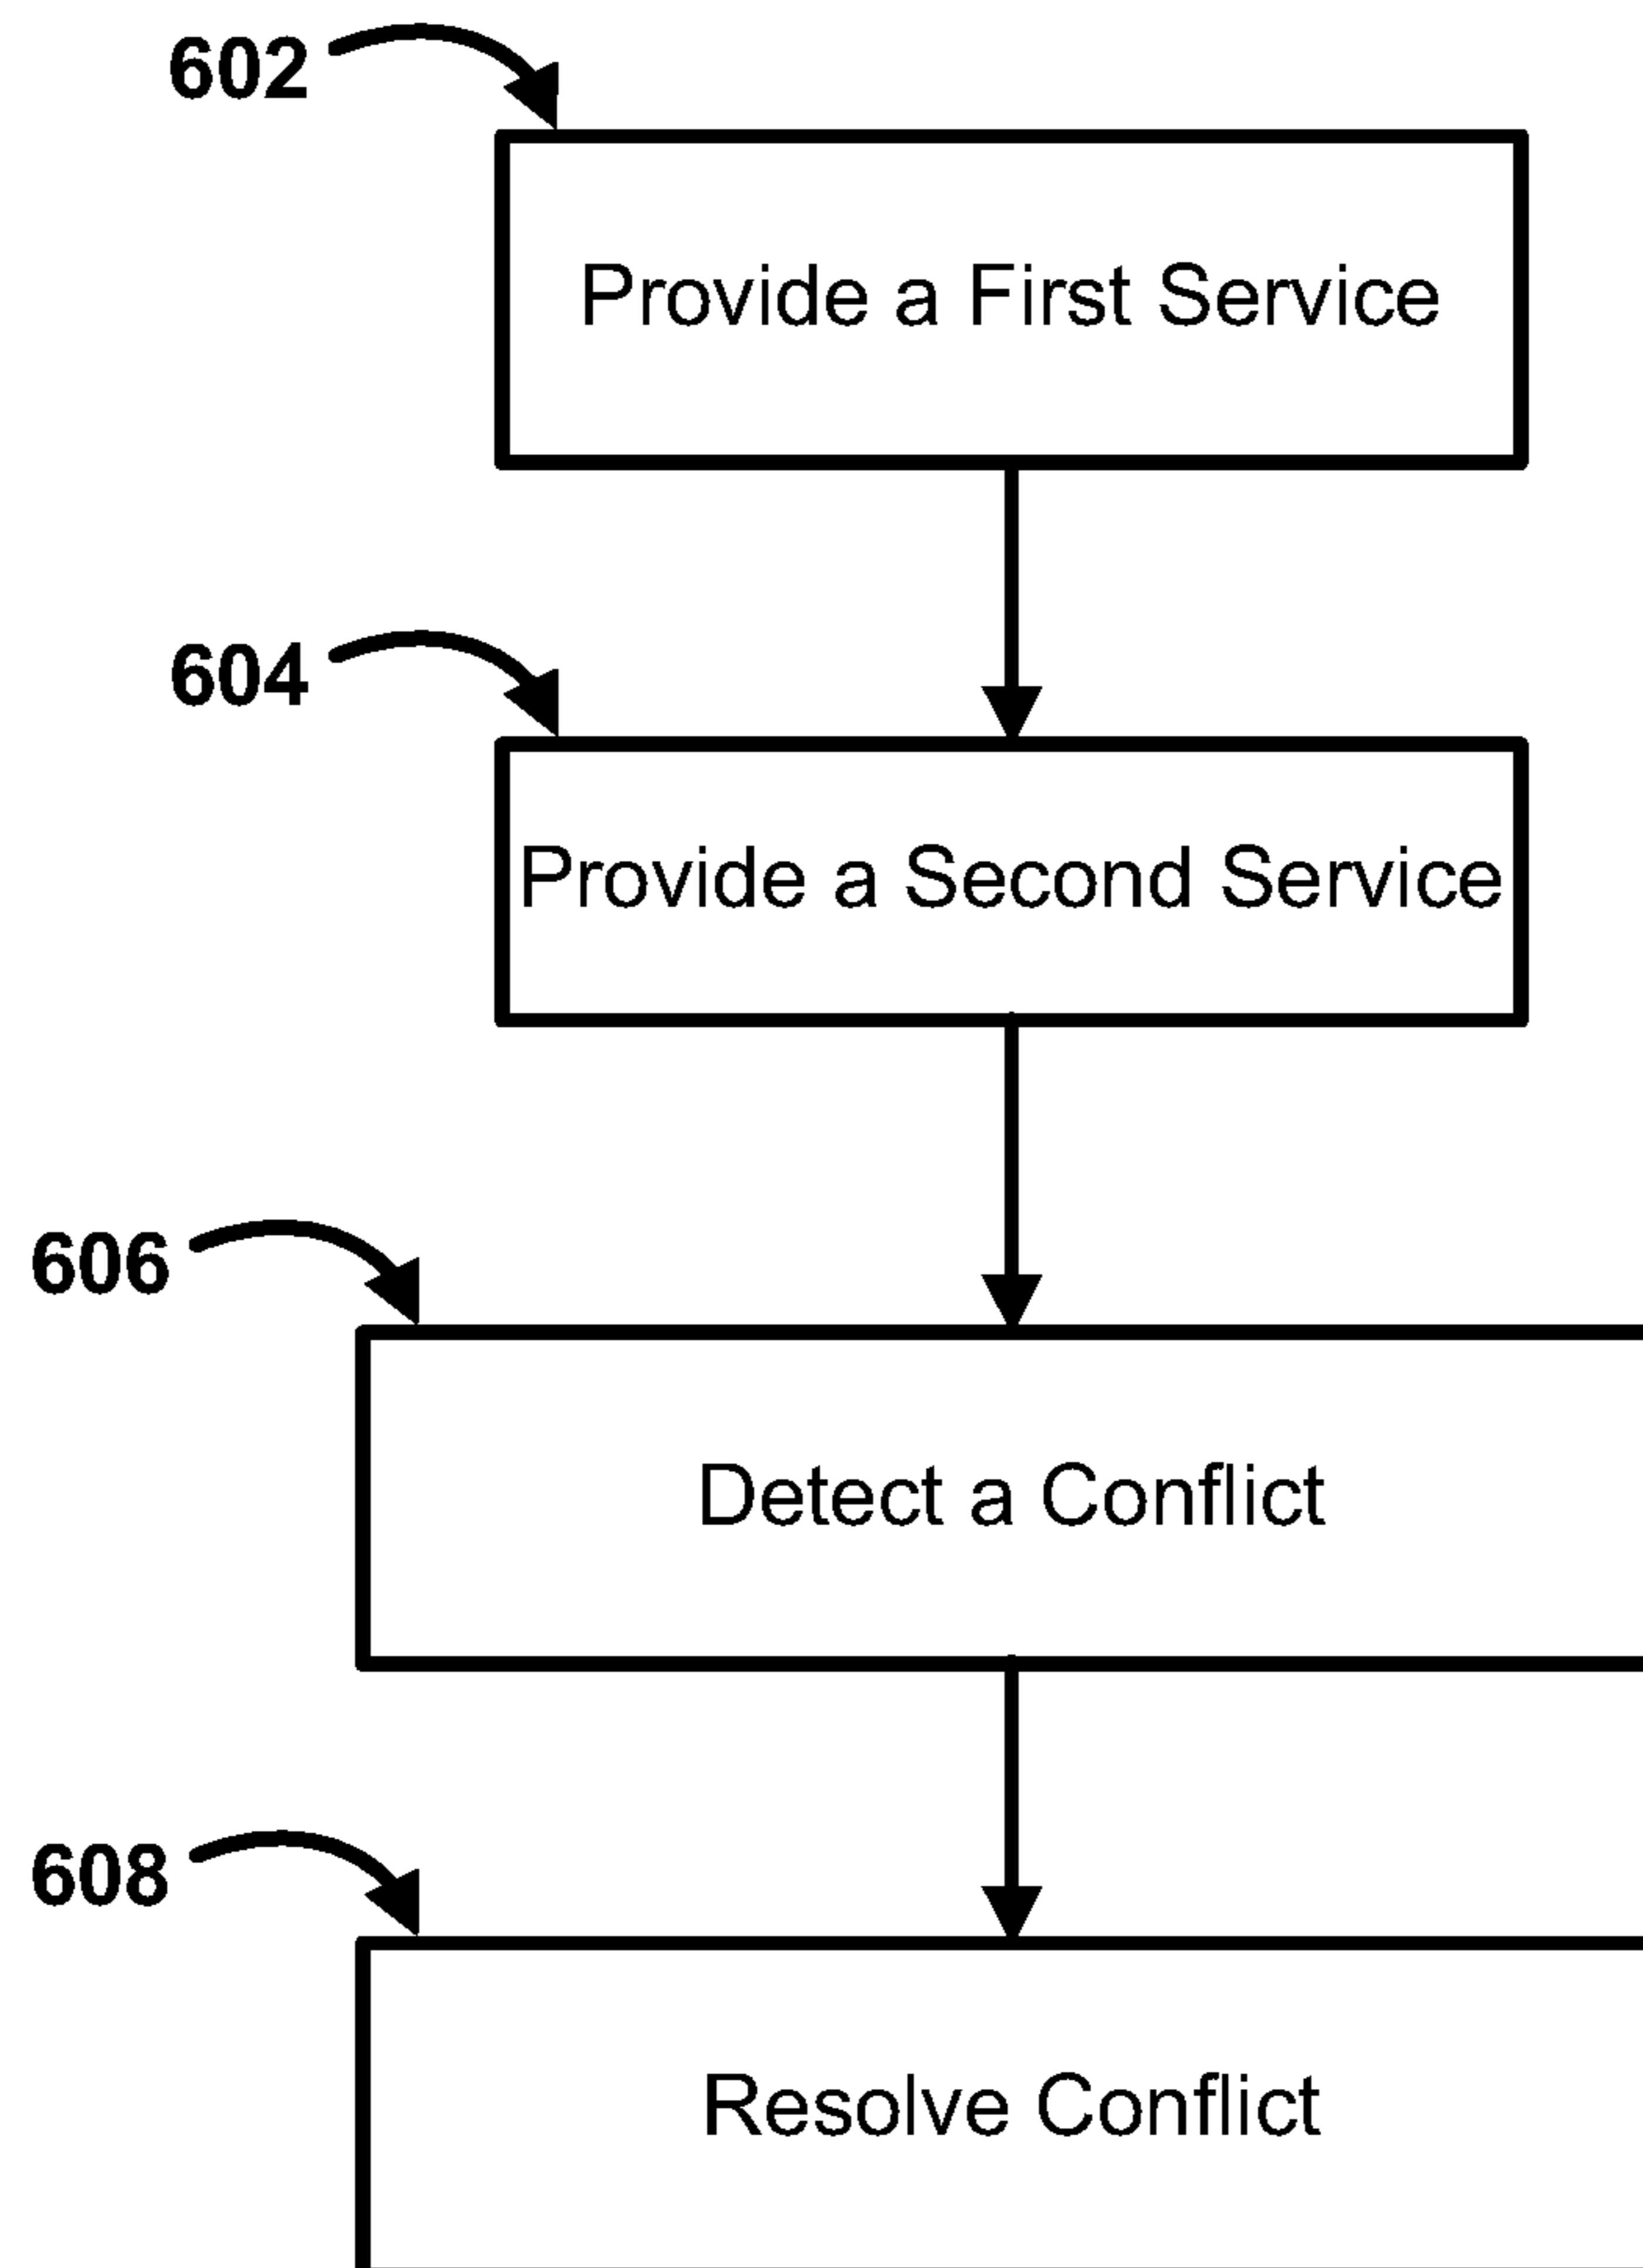 602
Provide a First Service
604
Provide a Second Service
606
Detect a Conflict
608
Resolve Conflict